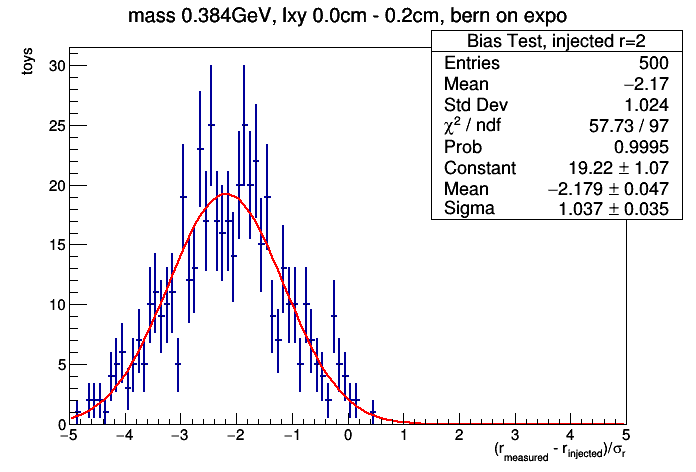 mass 0.384GeV, lxy 0.0cm - 0.2cm, bern on expo
toys
Bias Test, injected r=2
Entries 500
Mean −2.17
Std Dev 1.024
χ² / ndf 57.73 / 97
Prob 0.9995
Constant 19.22 ± 1.07
Mean −2.179 ± 0.047
Sigma 1.037 ± 0.035
30
25
20
15
10
5
0
−5 −4 −3 −2 −1 0 1 2 3 4 5
(r_measured - r_injected)/σ_r